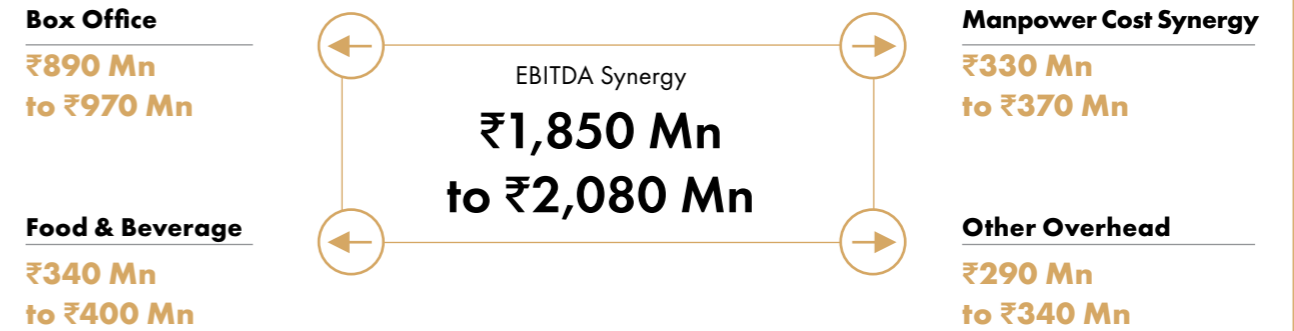 Box Office
₹890 Mn
to ₹970 Mn
Food & Beverage
₹340 Mn
to ₹400 Mn
EBITDA Synergy
₹1,850 Mn
to ₹2,080 Mn
Manpower Cost Synergy
₹330 Mn
to ₹370 Mn
Other Overhead
₹290 Mn
to ₹340 Mn